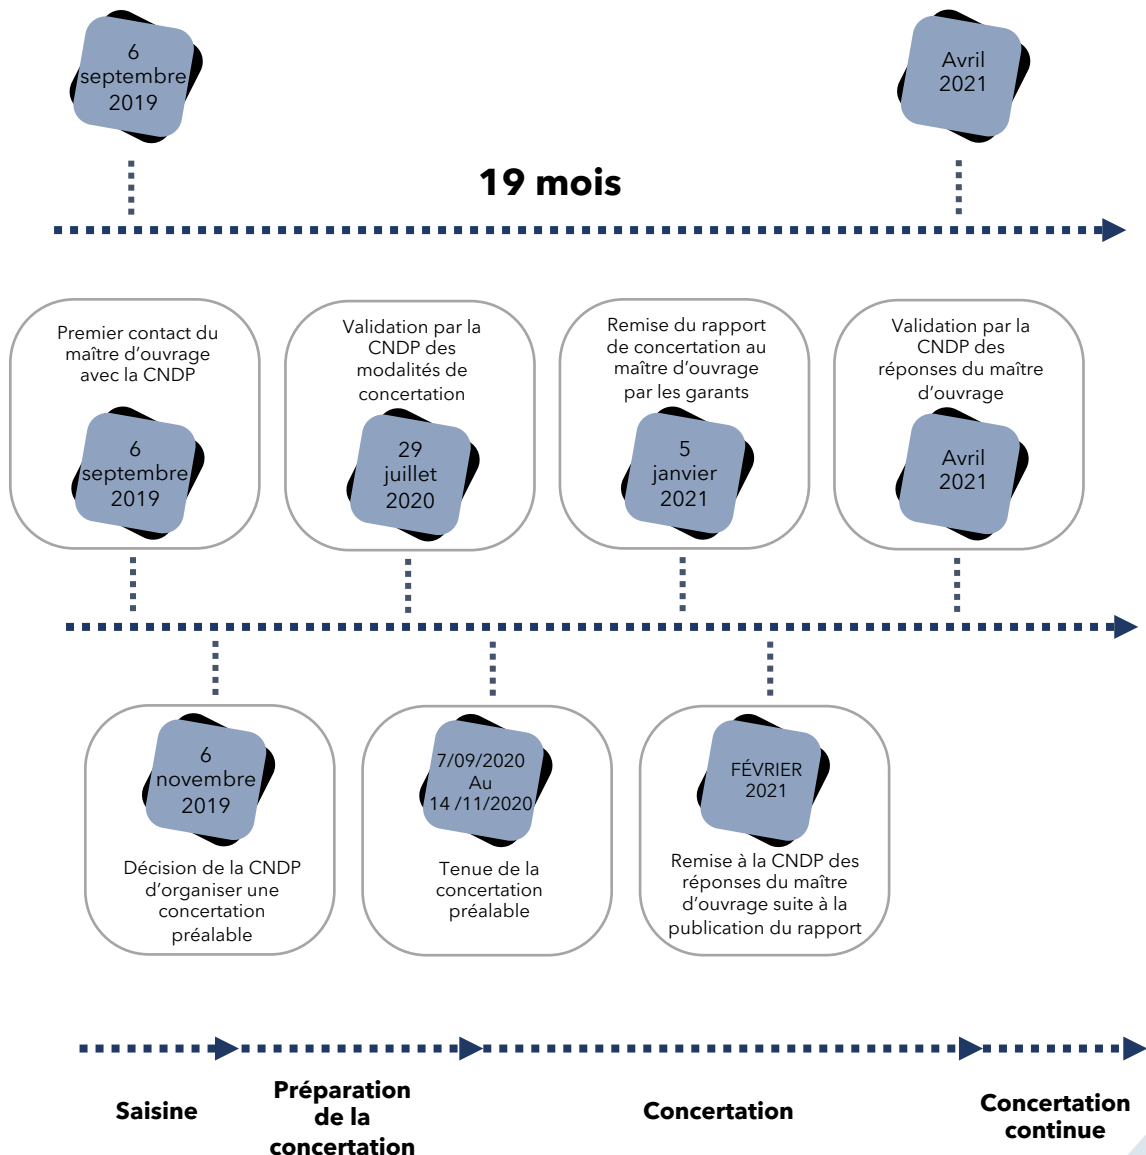 6
septembre
2019
Avril
2021
19 mois
Premier contact du
maître d'ouvrage
avec la CNDP
6
septembre
2019
Validation par la
CNDP des
modalités de
concertation
29
juillet
2020
Remise du rapport
de concertation au
maître d'ouvrage
par les garants
5
janvier
2021
Validation par la
CNDP des
réponses du maître
d'ouvrage
Avril
2021
6
novembre
2019
Décision de la CNDP
d'organiser une
concertation
préalable
7/09/2020
Au
14 /11/2020
Tenue de la
concertation
préalable
FÉVRIER
2021
Remise à la CNDP des
réponses du maître
d'ouvrage suite à la
publication du rapport
Saisine
Préparation
de la
concertation
Concertation
Concertation
continue